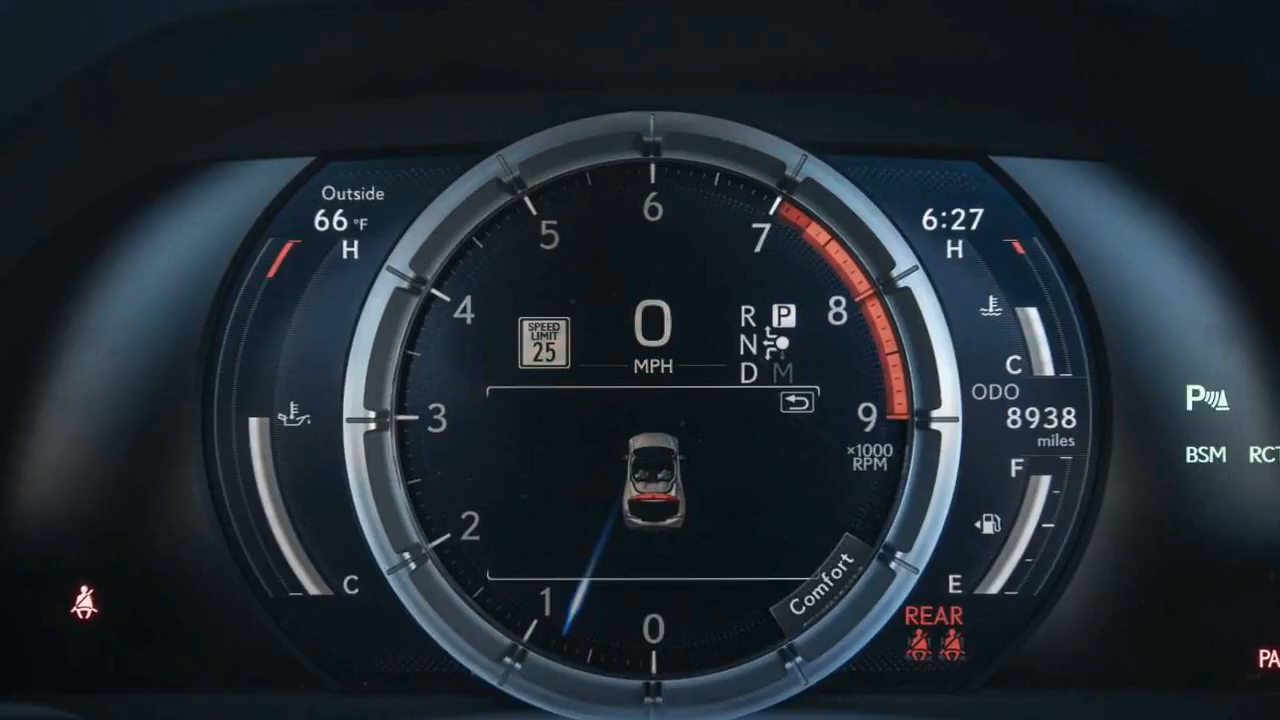 Outside
66 °F
H
C
6
5
7
4
8
3
9
2
1
0
×1000
RPM
SPEED
LIMIT
25
0
MPH
R P
N
D M
Comfort
6:27
H
C
ODO
8938
miles
F
E
REAR
P
BSM
RCT
PA